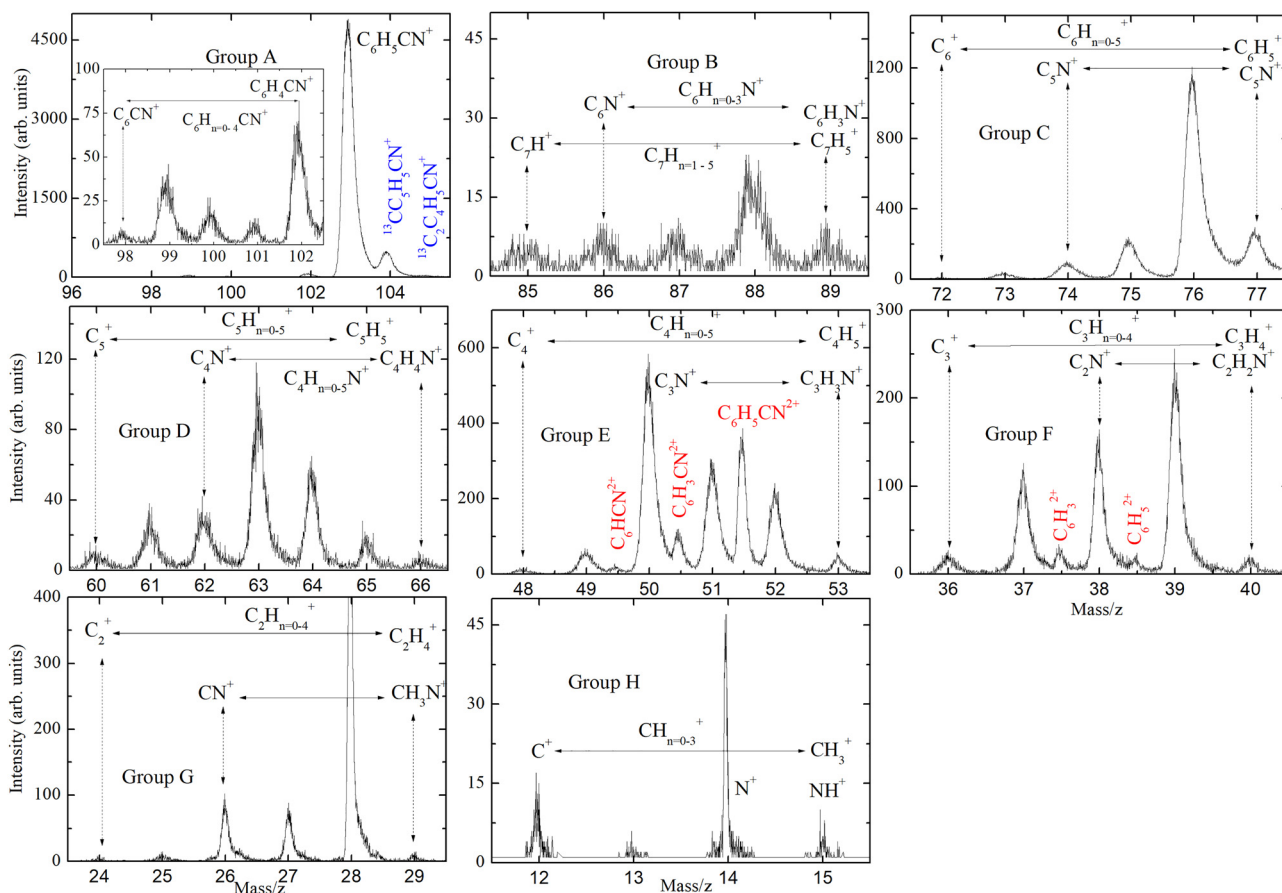 Intensity (arb. units)
4500
3000
1500
0
96
98
100
102
104
Group A
100
75
50
25
0
98
99
100
101
102
C₆CN⁺
C₆H₄CN⁺
C₆Hₙ₌₀₋₄CN⁺
C₆H₅CN⁺
¹³CC₅H₅CN⁺
¹³C₂C₄H₅CN⁺
45
30
15
0
85
86
87
88
89
Group B
C₆N⁺
C₆Hₙ₌₀₋₃N⁺
C₆H₃N⁺
C₇H⁺
C₇Hₙ₌₁₋₅⁺
C₇H₅⁺
1200
800
400
0
72
73
74
75
76
77
C₆⁺
C₆Hₙ₌₀₋₅⁺
C₆H₅⁺
C₅N⁺
C₅N⁺
Group C
Intensity (arb. units)
120
80
40
0
60
61
62
63
64
65
66
C₅⁺
C₅Hₙ₌₀₋₅⁺
C₅H₅⁺
C₄N⁺
C₄H₄N⁺
C₄Hₙ₌₀₋₅N⁺
Group D
600
400
200
0
48
49
50
51
52
53
C₄⁺
C₄Hₙ₌₀₋₅⁺
C₄H₅⁺
C₃N⁺
C₃H₃N⁺
Group E
C₆H₅CN²⁺
C₆HCN²⁺
C₆H₃CN²⁺
300
200
100
0
36
37
38
39
40
Mass/z
C₃⁺
C₃Hₙ₌₀₋₄⁺
C₃H₄⁺
C₂N⁺
C₂H₂N⁺
Group F
C₆H₃²⁺
C₆H₅²⁺
Intensity (arb. units)
400
300
200
100
0
24
25
26
27
28
29
Mass/z
C₂⁺
C₂Hₙ₌₀₋₄⁺
C₂H₄⁺
CN⁺
CH₃N⁺
Group G
45
30
15
0
12
13
14
15
Mass/z
Group H
CHₙ₌₀₋₃⁺
C⁺
CH₃⁺
N⁺
NH⁺